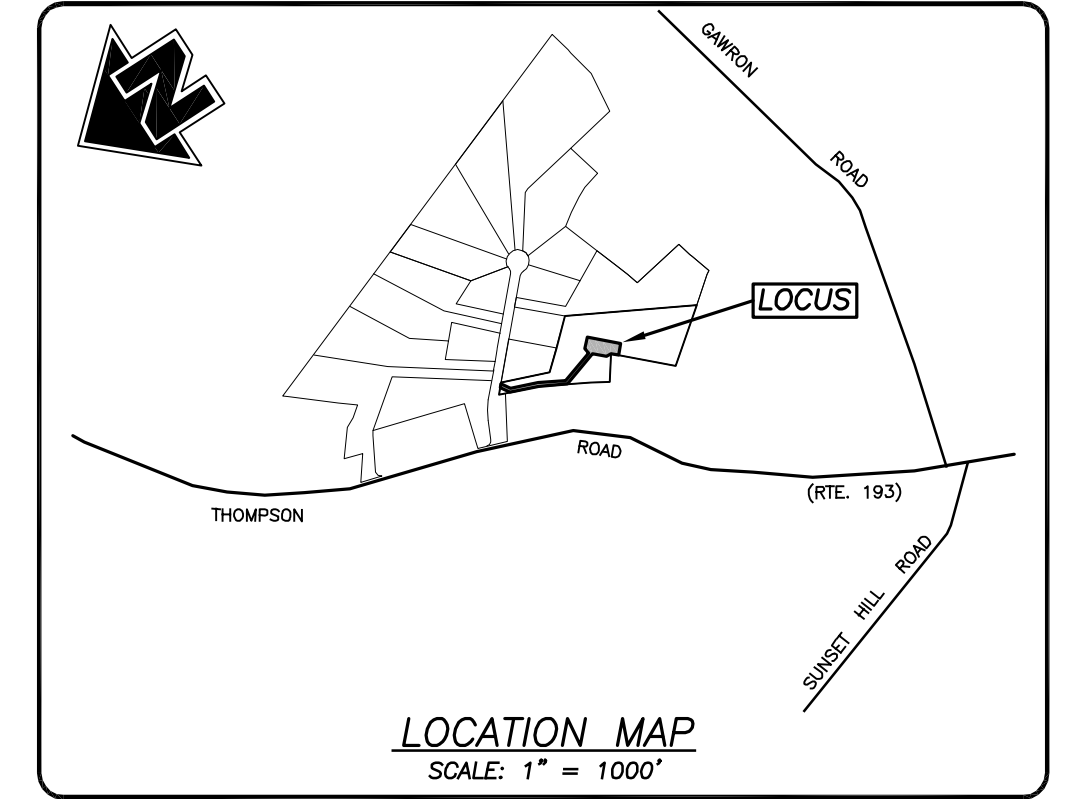 N
GAWRON
ROAD
LOCUS
ROAD
(RTE. 193)
THOMPSON
SUNSET HILL ROAD
LOCATION MAP
SCALE: 1" = 1000'